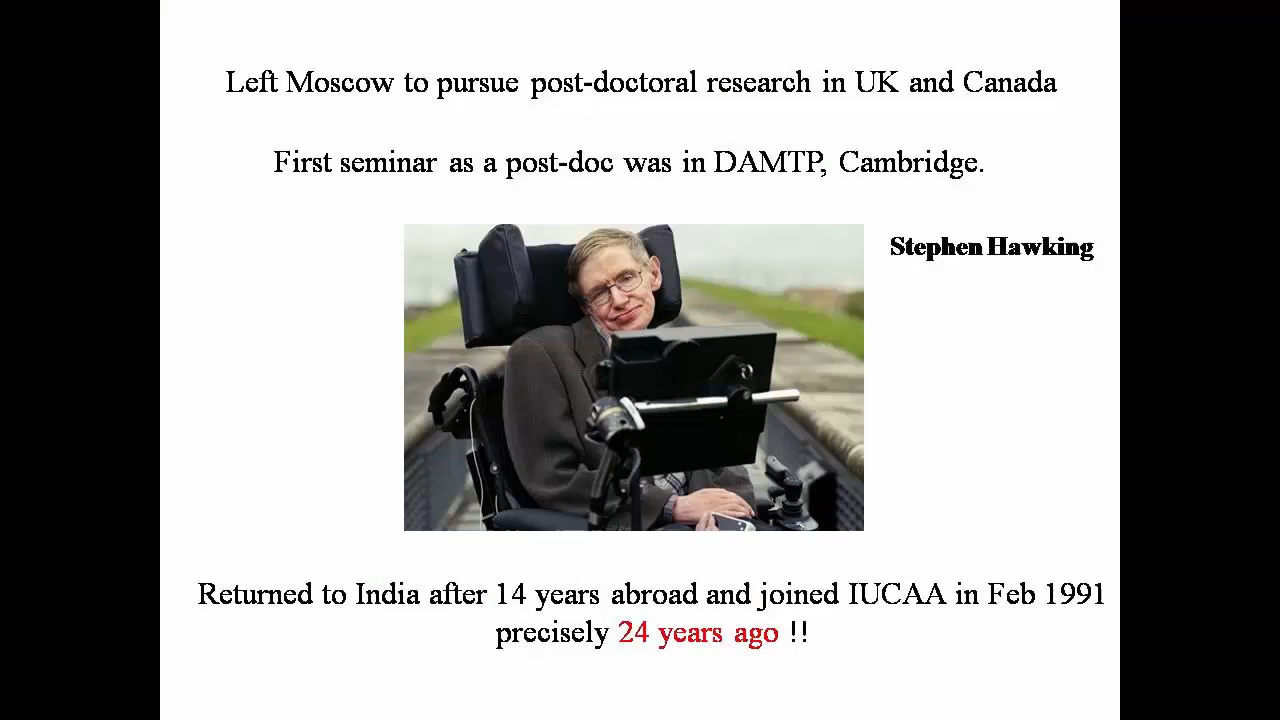 Left Moscow to pursue post-doctoral research in UK and Canada
First seminar as a post-doc was in DAMTP, Cambridge.
Stephen Hawking
Returned to India after 14 years abroad and joined IUCAA in Feb 1991
precisely 24 years ago !!